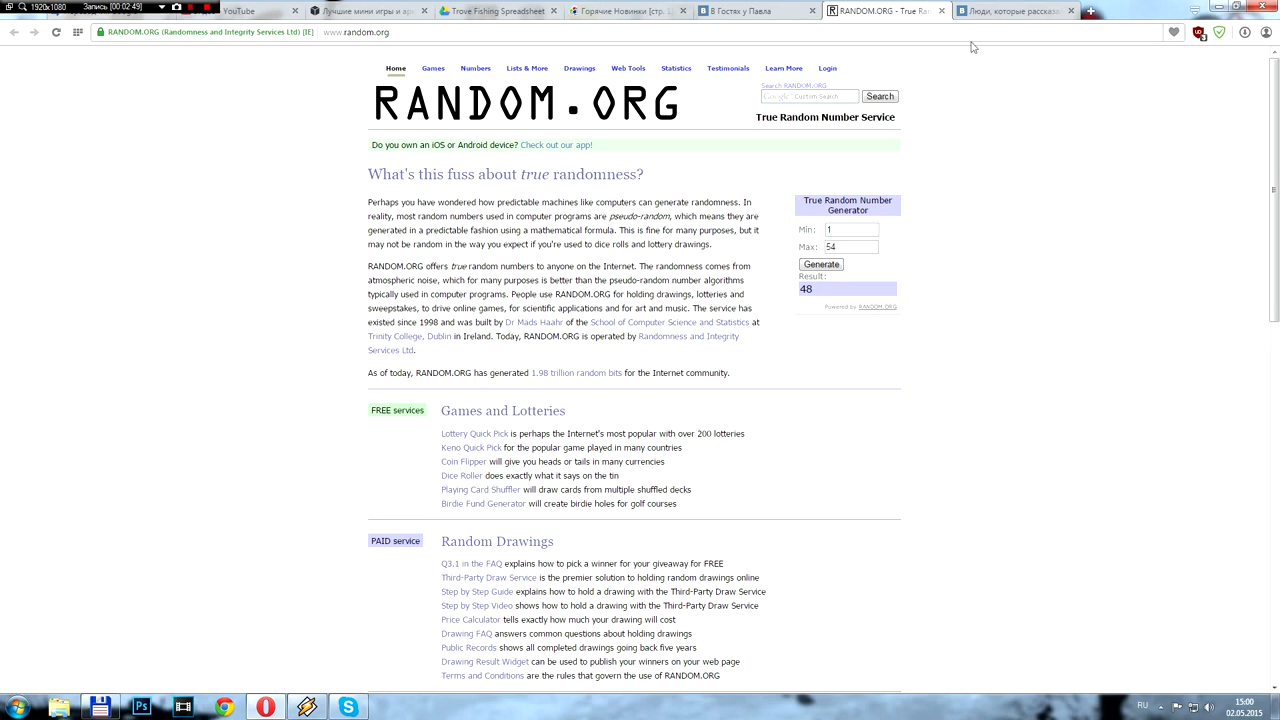 1920x1080
Запись [00:02:49]
YouTube
Лучшие мини игры и ар
Trove Fishing Spreadsheet
Горячие Новинки [стр.
В Гостях у Павла
RANDOM.ORG - True Ra
Люди, которые расказа
RANDOM.ORG (Randomness and Integrity Services Ltd) [IE]
www.random.org
Home Games Numbers Lists & More Drawings Web Tools Statistics Testimonials Learn More Login
Search RANDOM.ORG
RANDOM.ORG
Google Custom Search
Search
True Random Number Service
Do you own an iOS or Android device? Check out our app!
What's this fuss about true randomness?
Perhaps you have wondered how predictable machines like computers can generate randomness. In
reality, most random numbers used in computer programs are pseudo-random, which means they are
generated in a predictable fashion using a mathematical formula. This is fine for many purposes, but it
may not be random in the way you expect if you're used to dice rolls and lottery drawings.
RANDOM.ORG offers true random numbers to anyone on the Internet. The randomness comes from
atmospheric noise, which for many purposes is better than the pseudo-random number algorithms
typically used in computer programs. People use RANDOM.ORG for holding drawings, lotteries and
sweepstakes, to drive online games, for scientific applications and for art and music. The service has
existed since 1998 and was built by Dr Mads Haahr of the School of Computer Science and Statistics at
Trinity College, Dublin in Ireland. Today, RANDOM.ORG is operated by Randomness and Integrity
Services Ltd.
As of today, RANDOM.ORG has generated 1.98 trillion random bits for the Internet community.
True Random Number
Generator
Min: 1
Max: 54
Generate
Result:
48
Powered by RANDOM.ORG
FREE services
Games and Lotteries
Lottery Quick Pick is perhaps the Internet's most popular with over 200 lotteries
Keno Quick Pick for the popular game played in many countries
Coin Flipper will give you heads or tails in many currencies
Dice Roller does exactly what it says on the tin
Playing Card Shuffler will draw cards from multiple shuffled decks
Birdie Fund Generator will create birdie holes for golf courses
PAID service
Random Drawings
Q3.1 in the FAQ explains how to pick a winner for your giveaway for FREE
Third-Party Draw Service is the premier solution to holding random drawings online
Step by Step Guide explains how to hold a drawing with the Third-Party Draw Service
Step by Step Video shows how to hold a drawing with the Third-Party Draw Service
Price Calculator tells exactly how much your drawing will cost
Drawing FAQ answers common questions about holding drawings
Public Records shows all completed drawings going back five years
Drawing Result Widget can be used to publish your winners on your web page
Terms and Conditions are the rules that govern the use of RANDOM.ORG
RU
15:00
02.05.2015